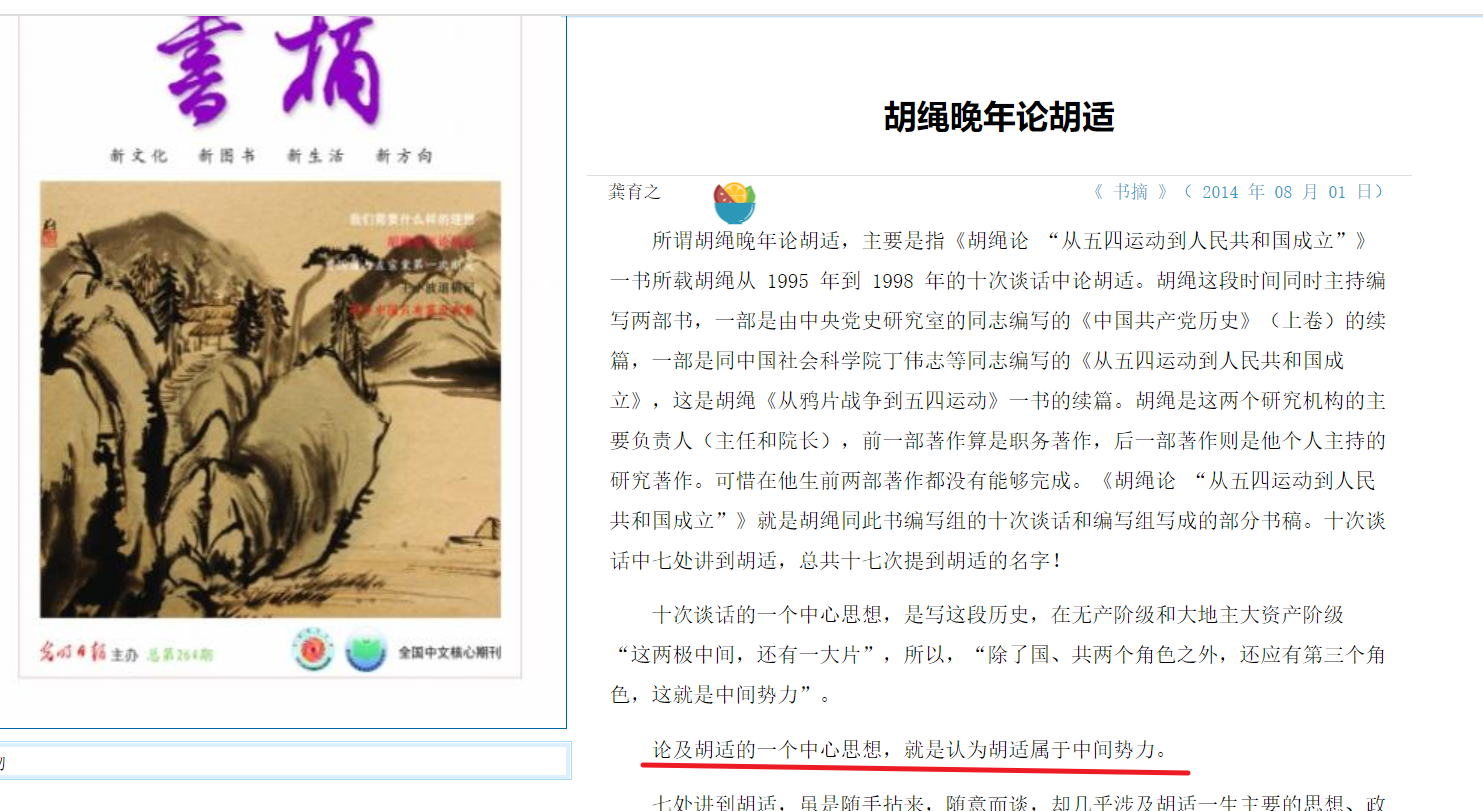 書摘
新文化 新图书 新生活 新方向
我们需要什么样的理想
光明日报 主办 总第264期
全国中文核心期刊
胡绳晚年论胡适
龚育之
《 书摘 》（ 2014 年 08 月 01 日）
所谓胡绳晚年论胡适，主要是指《胡绳论 “从五四运动到人民共和国成立”》
一书所载胡绳从 1995 年到 1998 年的十次谈话中论胡适。胡绳这段时间同时主持编
写两部书，一部是由中央党史研究室的同志编写的《中国共产党历史》（上卷）的续
篇，一部是同中国社会科学院丁伟志等同志编写的《从五四运动到人民共和国成
立》，这是胡绳《从鸦片战争到五四运动》一书的续篇。胡绳是这两个研究机构的主
要负责人（主任和院长），前一部著作算是职务著作，后一部著作则是他个人主持的
研究著作。可惜在他生前两部著作都没有能够完成。《胡绳论 “从五四运动到人民
共和国成立”》就是胡绳同此书编写组的十次谈话和编写组写成的部分书稿。十次谈
话中七处讲到胡适，总共十七次提到胡适的名字！
十次谈话的一个中心思想，是写这段历史，在无产阶级和大地主大资产阶级
“这两极中间，还有一大片”，所以，“除了国、共两个角色之外，还应有第三个角
色，这就是中间势力”。
论及胡适的一个中心思想，就是认为胡适属于中间势力。
七处讲到胡适，虽是随手拈来，随意而谈，却几乎涉及胡适一生主要的思想、政